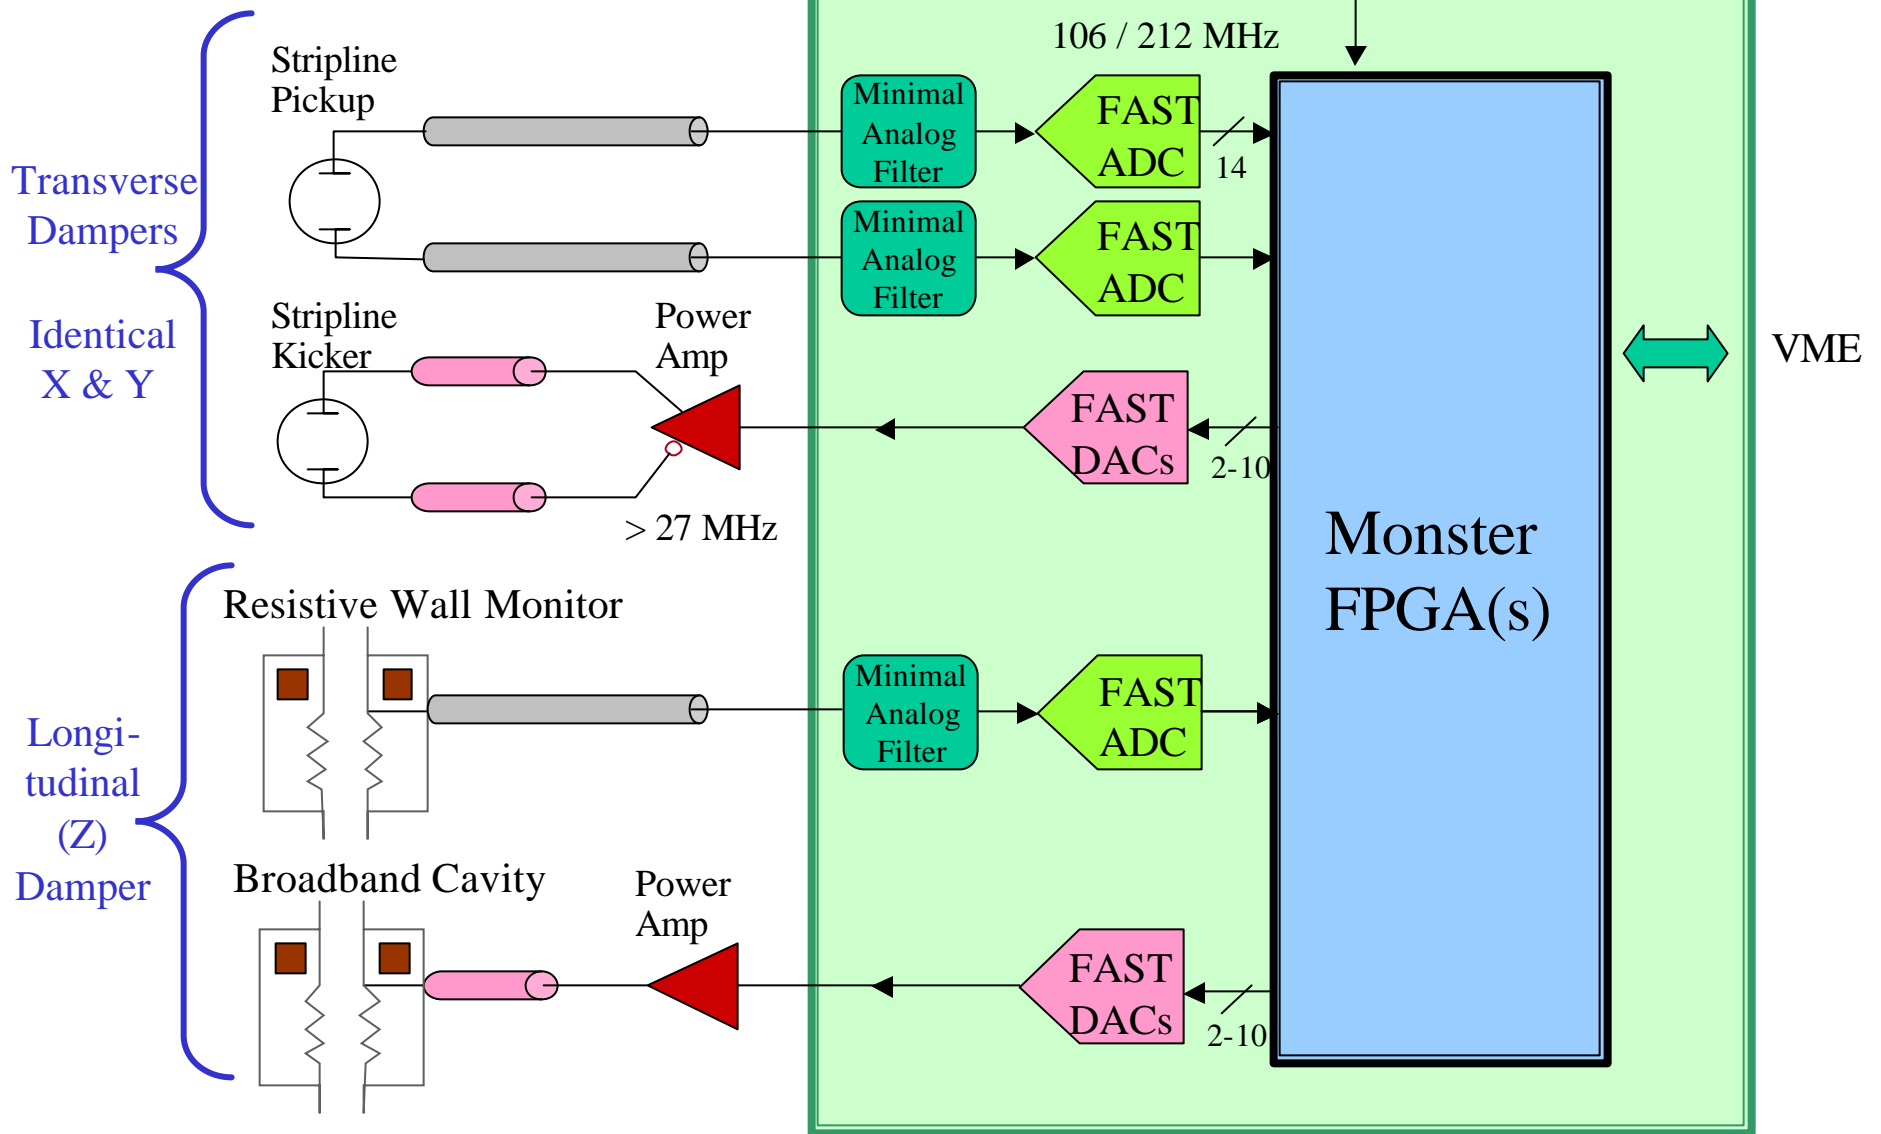 106 / 212 MHz
Stripline
Pickup
Minimal
Analog
Filter
FAST
ADC
14
Transverse
Dampers
Minimal
Analog
Filter
FAST
ADC
Identical
X & Y
Stripline
Kicker
Power
Amp
FAST
DACs
2-10
> 27 MHz
VME
Monster
FPGA(s)
Resistive Wall Monitor
Minimal
Analog
Filter
FAST
ADC
Longi-
tudinal
(Z)
Damper
Broadband Cavity
Power
Amp
FAST
DACs
2-10